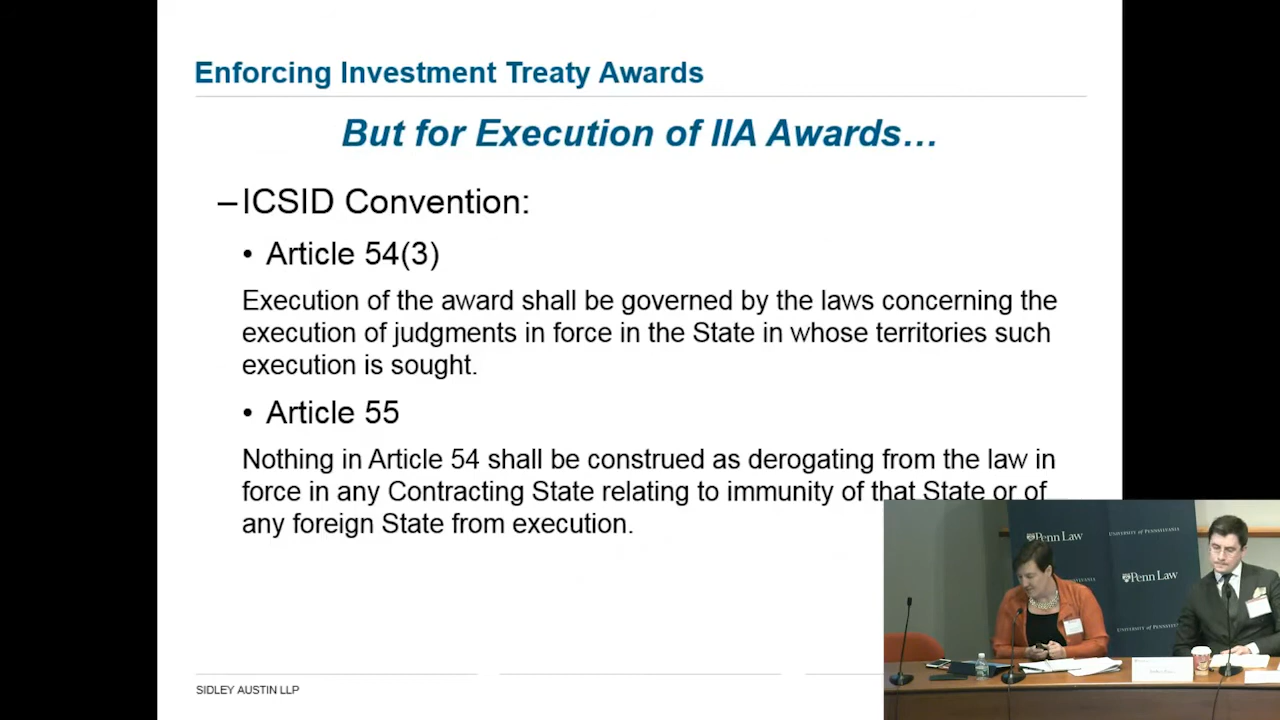 Enforcing Investment Treaty Awards
But for Execution of IIA Awards…
–ICSID Convention:
• Article 54(3)
Execution of the award shall be governed by the laws concerning the
execution of judgments in force in the State in whose territories such
execution is sought.
• Article 55
Nothing in Article 54 shall be construed as derogating from the law in
force in any Contracting State relating to immunity of that State or of
any foreign State from execution.
SIDLEY AUSTIN LLP
Penn Law
UNIVERSITY OF PENNSYLVANIA
Penn Law